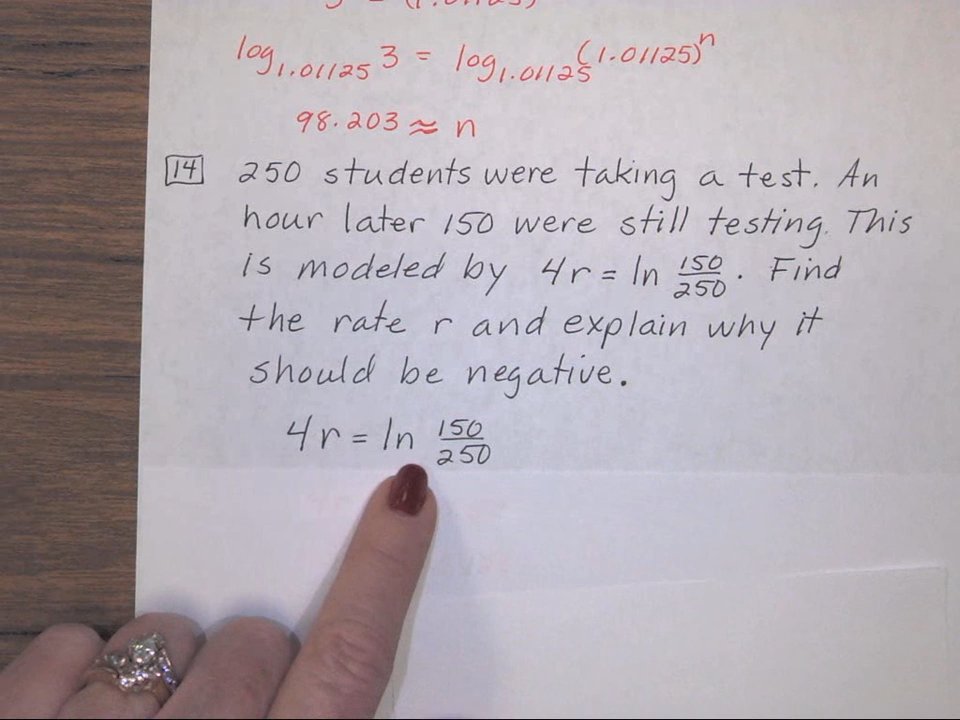 log_1.01125 3 = log_1.01125 (1.01125)^n
98.203 ≈ n
14 250 students were taking a test. An
hour later 150 were still testing. This
is modeled by 4r = ln 150/250. Find
the rate r and explain why it
should be negative.
4r = ln 150/250